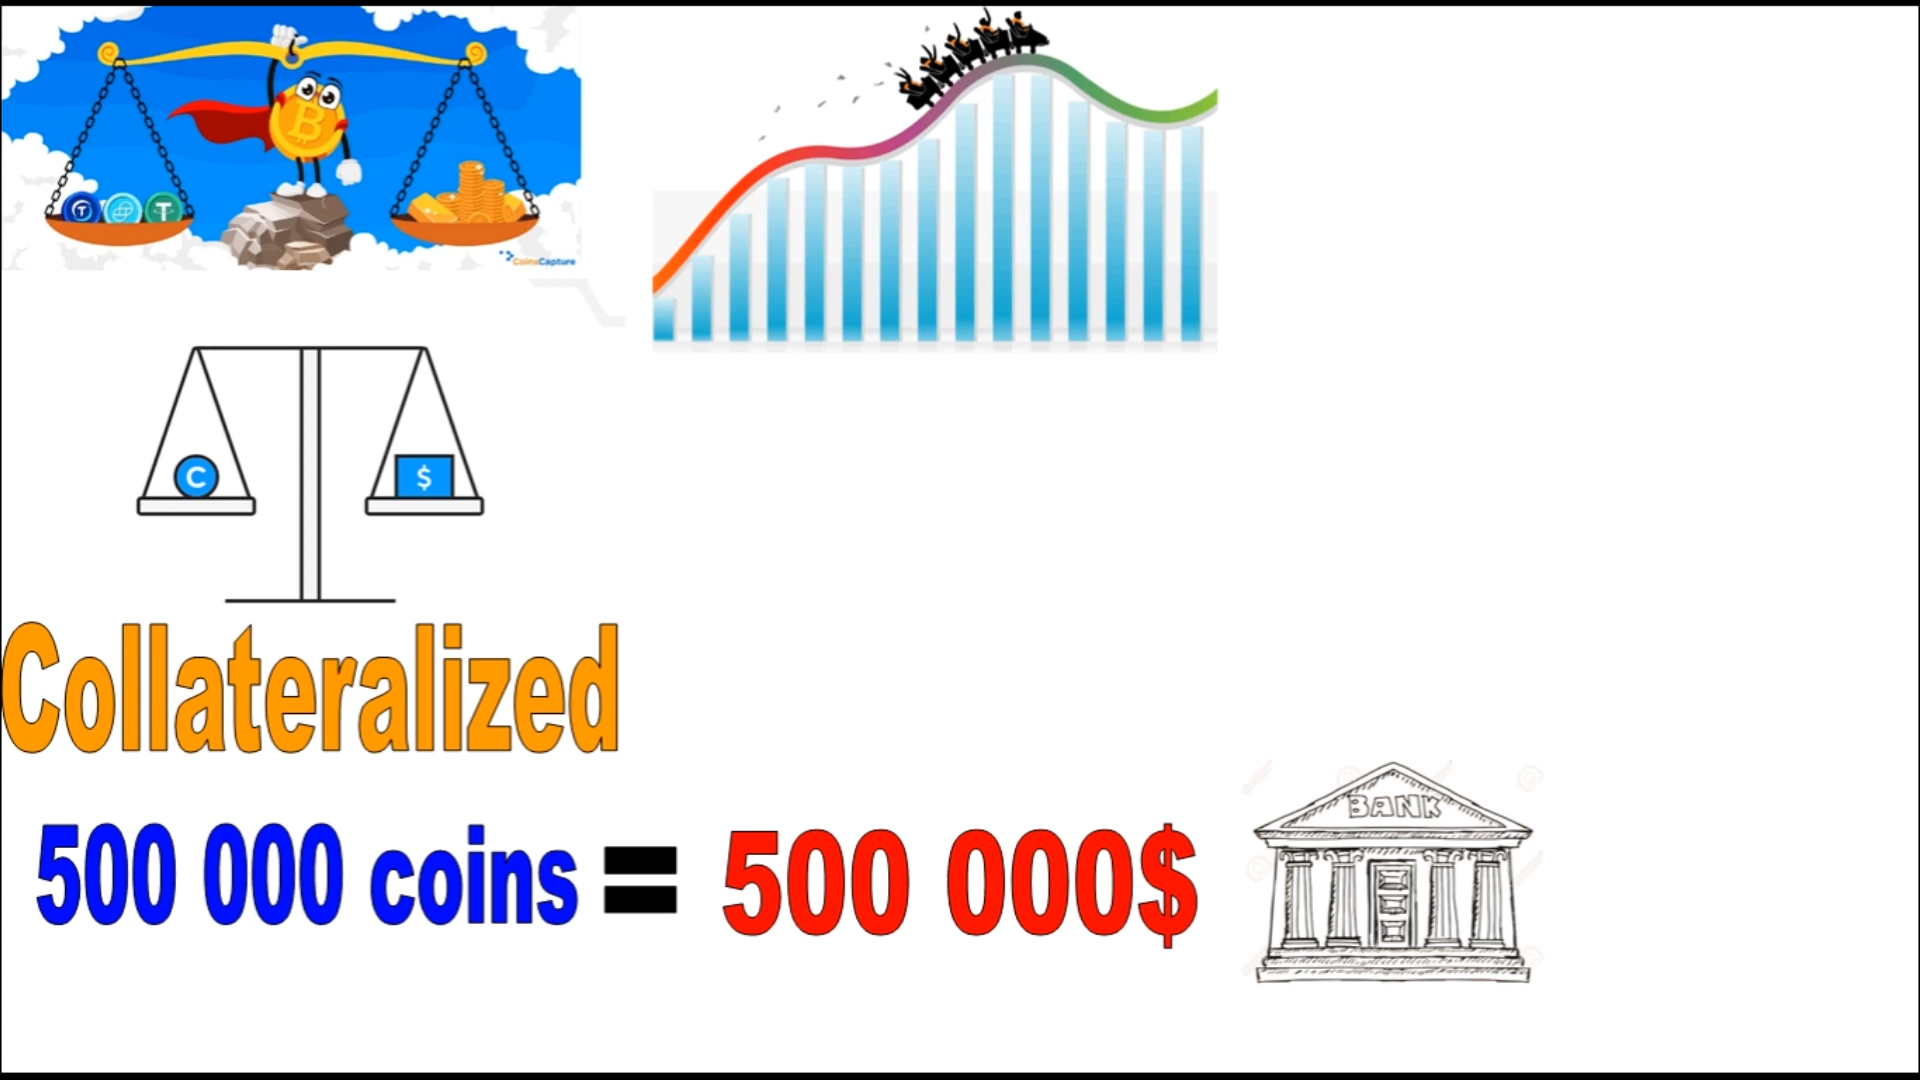 B
T
CoinsCapture
C $
Collateralized
500 000 coins = 500 000$
BANK